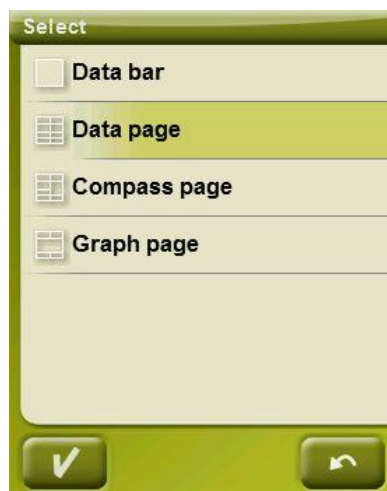 Select
Data bar
Data page
Compass page
Graph page